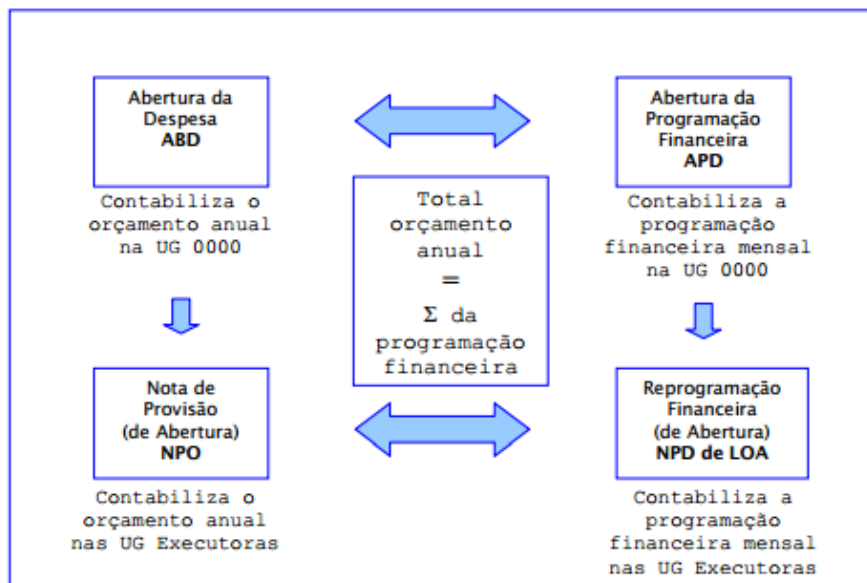 Abertura da
Despesa
ABD
Contabiliza o
orçamento anual
na UG 0000
Abertura da
Programação
Financeira
APD
Contabiliza a
programação
financeira mensal
na UG 0000
Total
orçamento
anual
=
Σ da
programação
financeira
Nota de
Provisão
(de Abertura)
NPO
Contabiliza o
orçamento anual
nas UG Executoras
Reprogramação
Financeira
(de Abertura)
NPD de LOA
Contabiliza a
programação
financeira mensal
nas UG Executoras